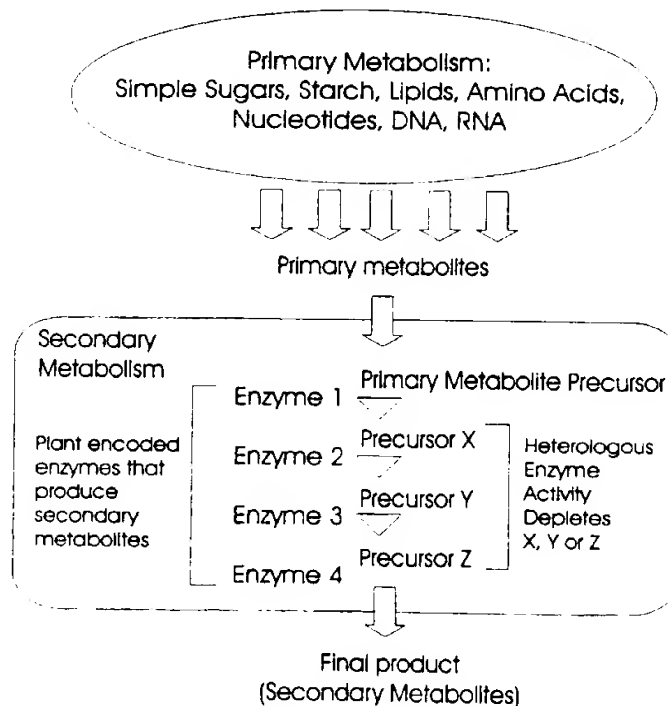 Primary Metabolism:
Simple Sugars, Starch, Lipids, Amino Acids,
Nucleotides, DNA, RNA
Primary metabolites
Secondary
Metabolism
Primary Metabolite Precursor
Enzyme 1
Plant encoded
enzymes that
produce
secondary
metabolites
Precursor X
Enzyme 2
Precursor Y
Enzyme 3
Precursor Z
Enzyme 4
Heterologous
Enzyme
Activity
Depletes
X, Y or Z
Final product
(Secondary Metabolites)